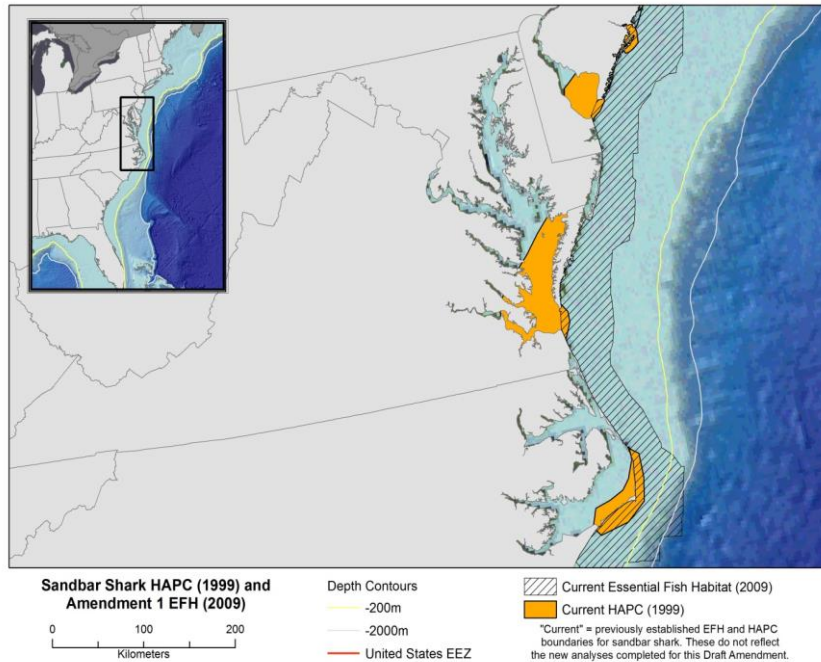 Sandbar Shark HAPC (1999) and
Amendment 1 EFH (2009)
0 50 100 200
Kilometers
Depth Contours
-200m
-2000m
United States EEZ
Current Essential Fish Habitat (2009)
Current HAPC (1999)
"Current" = previously established EFH and HAPC
boundaries for sandbar shark. These do not reflect
the new analyses completed for this Draft Amendment.